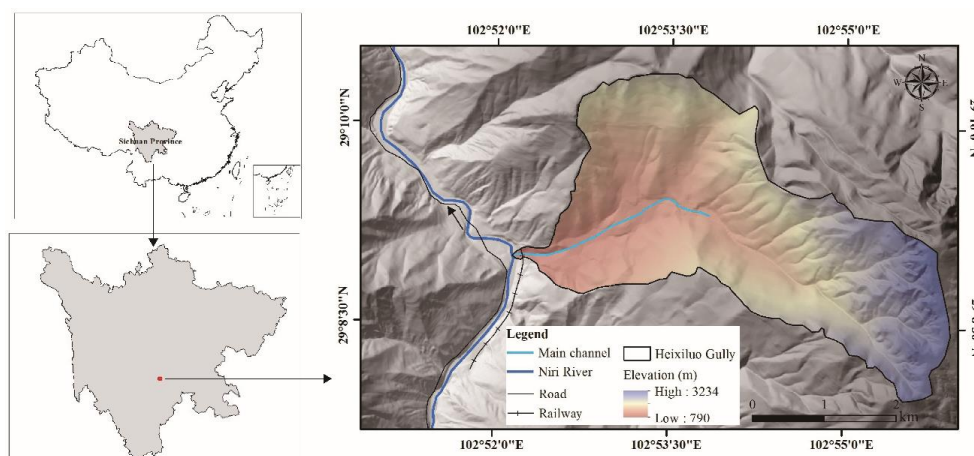 Sichuan Province
102°52'0"E
102°53'30"E
102°55'0"E
29°10'0"N
29°8'30"N
N
W
E
S
Legend
Main channel
Niri River
Road
Railway
Heixiluo Gully
Elevation (m)
High : 3234
Low : 790
0
1
2
km
102°52'0"E
102°53'30"E
102°55'0"E